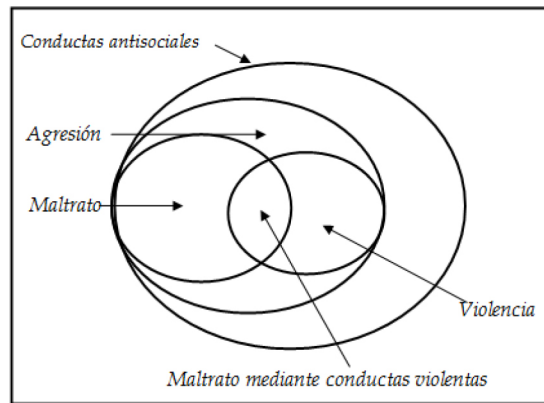 Conductas antisociales
Agresión
Maltrato
Violencia
Maltrato mediante conductas violentas